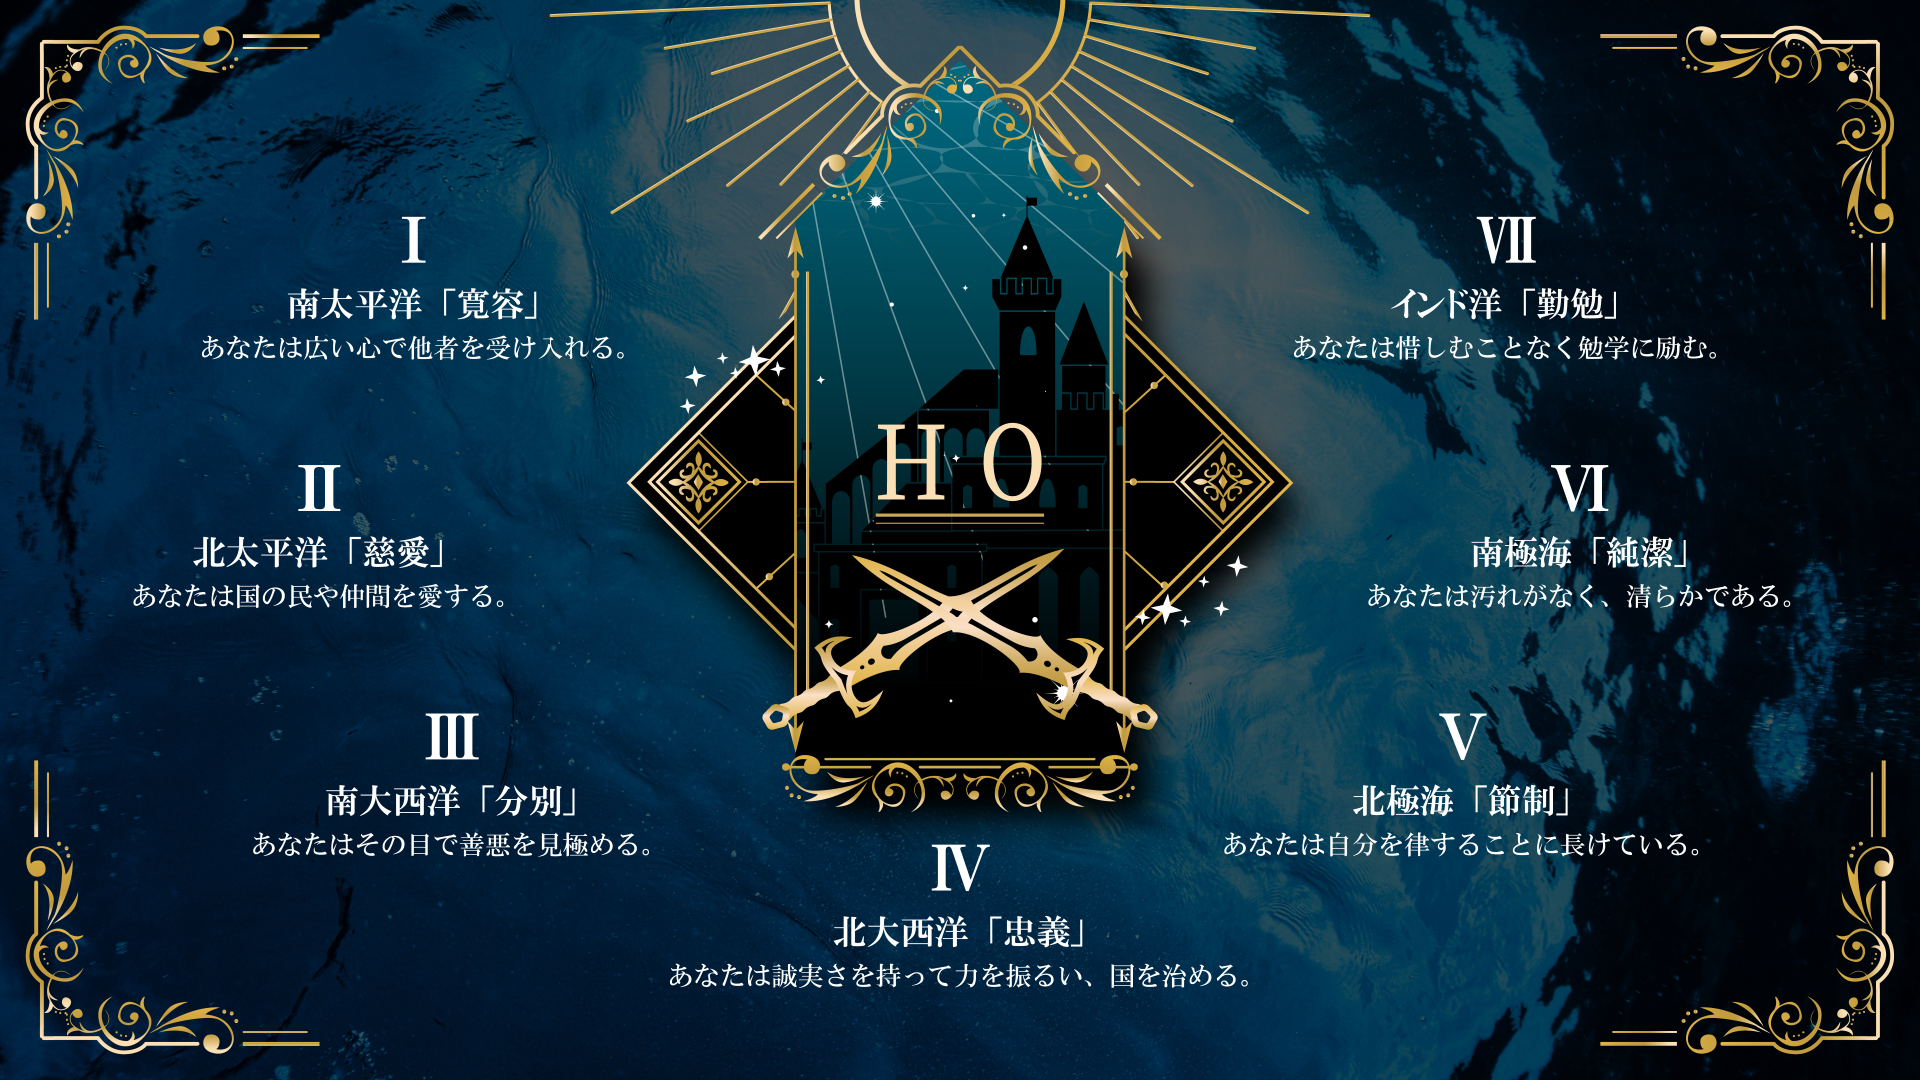 HO
Ⅰ
南太平洋「寛容」
あなたは広い心で他者を受け入れる。
Ⅱ
北太平洋「慈愛」
あなたは国の民や仲間を愛する。
Ⅲ
南大西洋「分別」
あなたはその目で善悪を見極める。
Ⅳ
北大西洋「忠義」
あなたは誠実さを持って力を振るい、国を治める。
Ⅴ
北極海「節制」
あなたは自分を律することに長けている。
Ⅵ
南極海「純潔」
あなたは汚れがなく、清らかである。
Ⅶ
インド洋「勤勉」
あなたは惜しむことなく勉学に励む。